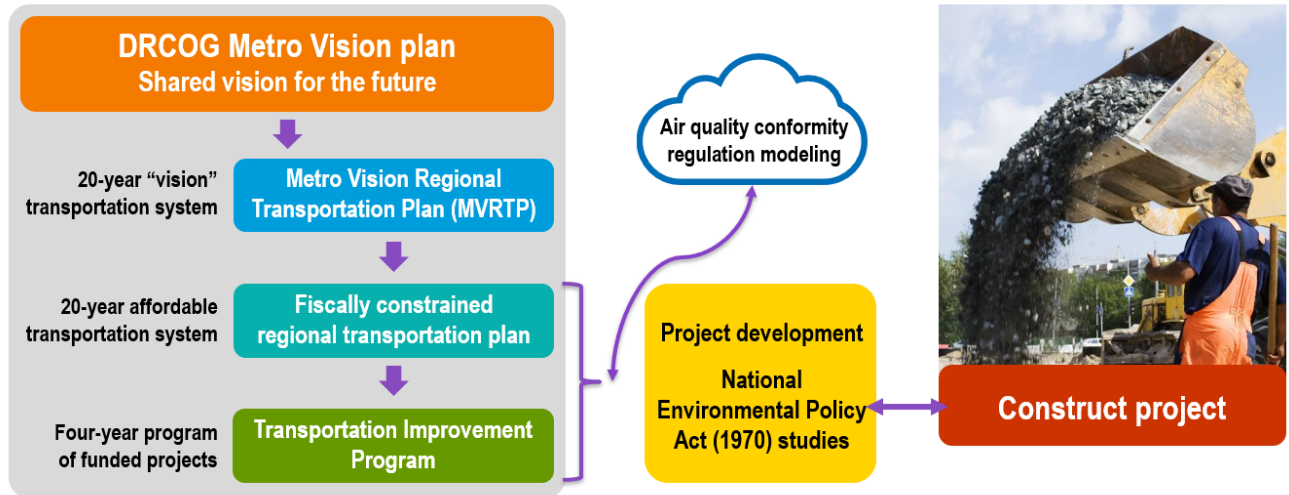 DRCOG Metro Vision plan
Shared vision for the future
20-year “vision”
transportation system
Metro Vision Regional
Transportation Plan (MVRTP)
20-year affordable
transportation system
Fiscally constrained
regional transportation plan
Four-year program
of funded projects
Transportation Improvement
Program
Air quality conformity
regulation modeling
Project development
National
Environmental Policy
Act (1970) studies
Construct project